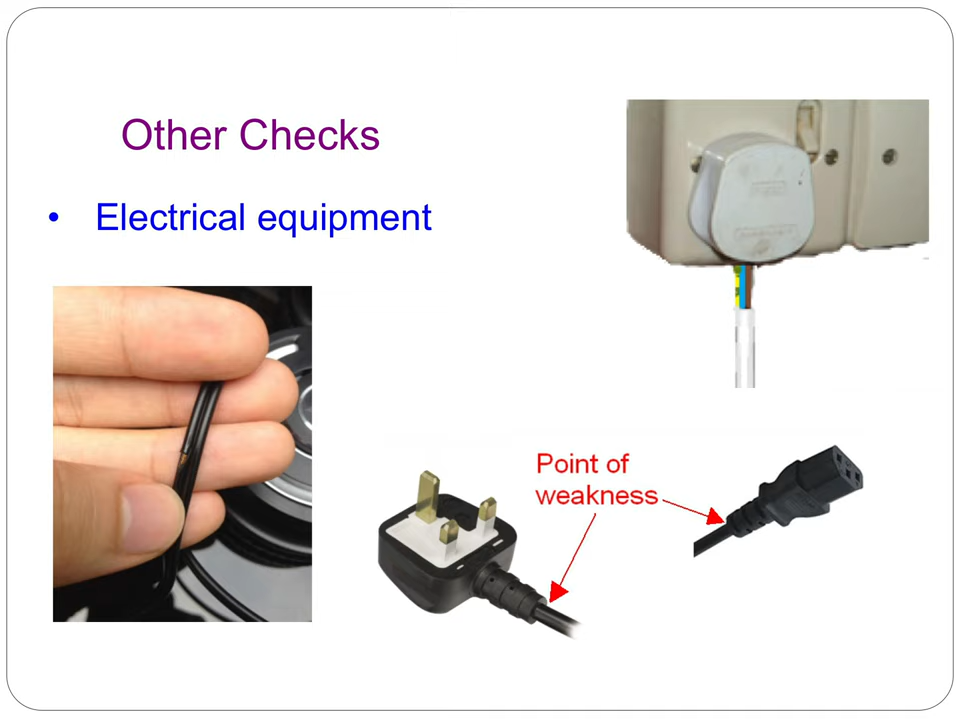 Other Checks
• Electrical equipment
Point of
weakness